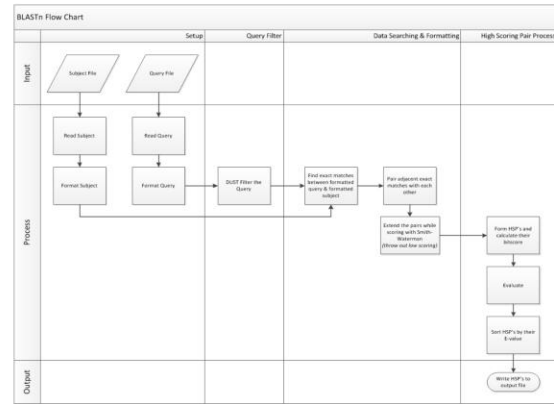 BLASTn Flow Chart
Setup
Query Filter
Data Searching & Formatting
High Scoring Pair Process
Input
Subject File
Query File
Process
Read Subject
Read Query
Format Subject
Format Query
DUST Filter the
Query
Find exact matches
between formatted
query & formatted
subject
Pair adjacent exact
matches with each
other
Extend the pairs while
scoring with Smith-
Waterman
(throw out low scoring)
Form HSP's and
calculate their
bitscore
Evaluate
Sort HSP's by their
E-value
Output
Write HSP's to
output file